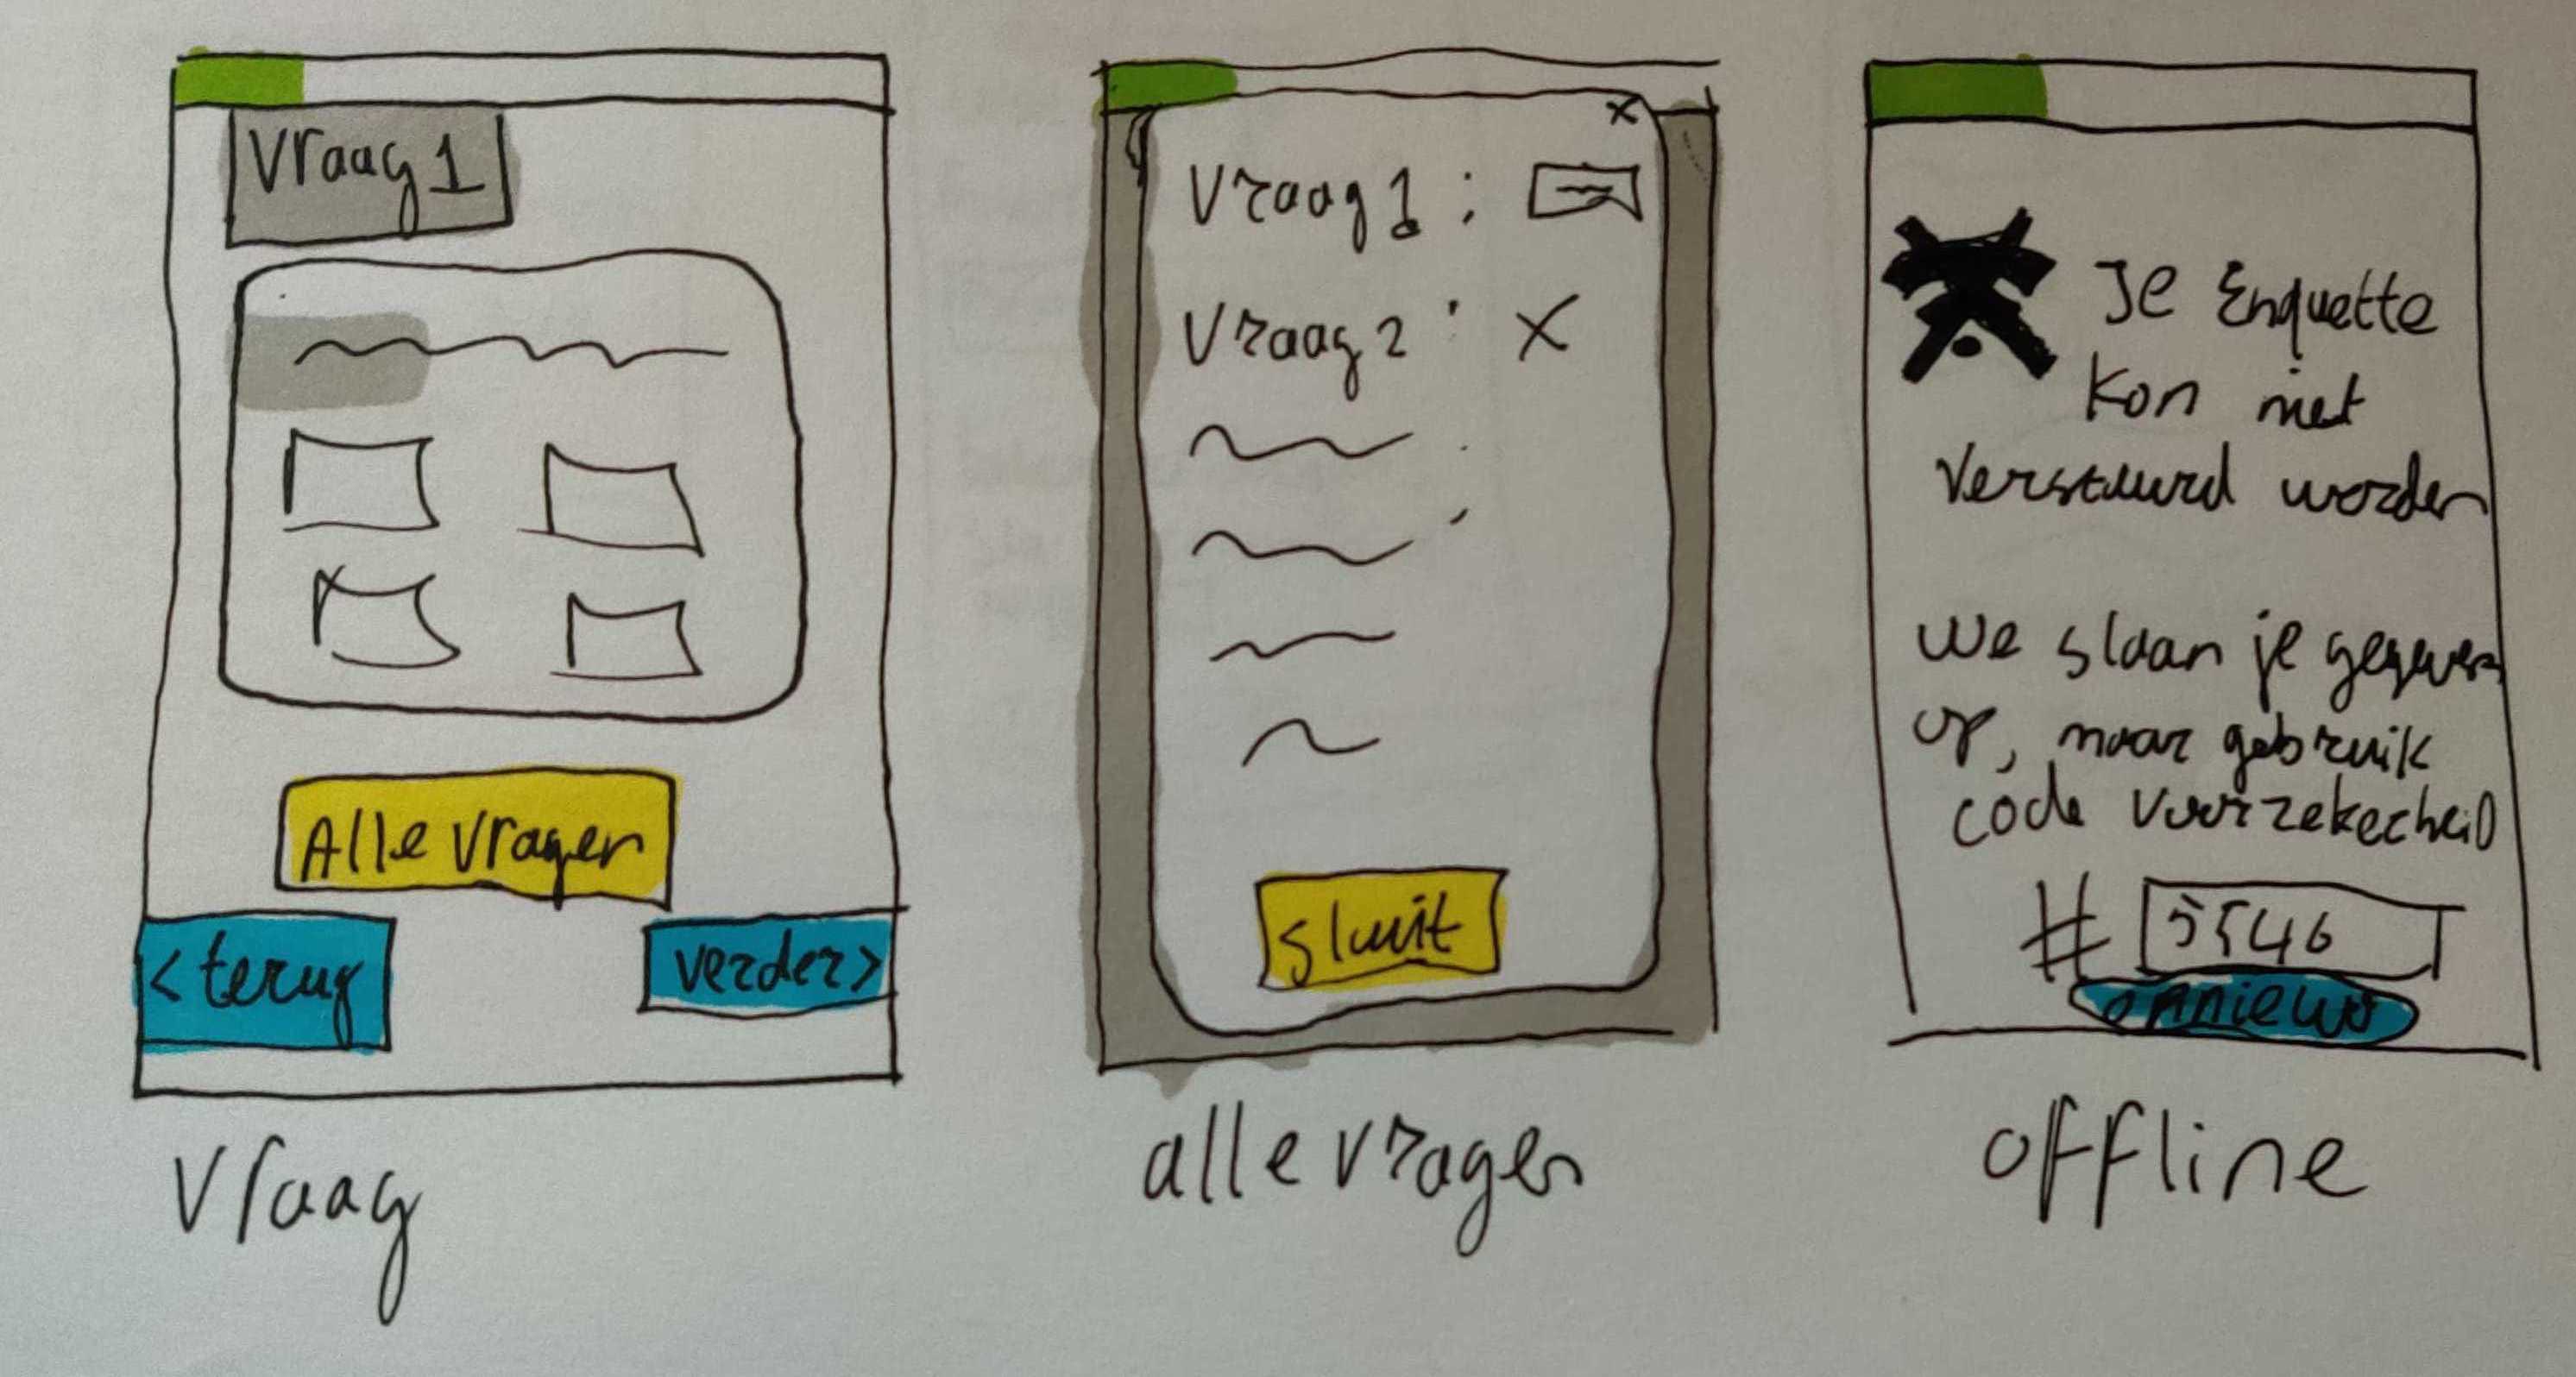 Vraag 1
Alle vragen
< terug
verder >
Vraag
x
Vraag 1 :
Vraag 2 : X
sluit
alle vragen
Je Enquette
kon niet
verstuurd worden
we slaan je gegevens
op, maar gebruik
code voor zekerheid
# 5546
opnieuw
offline